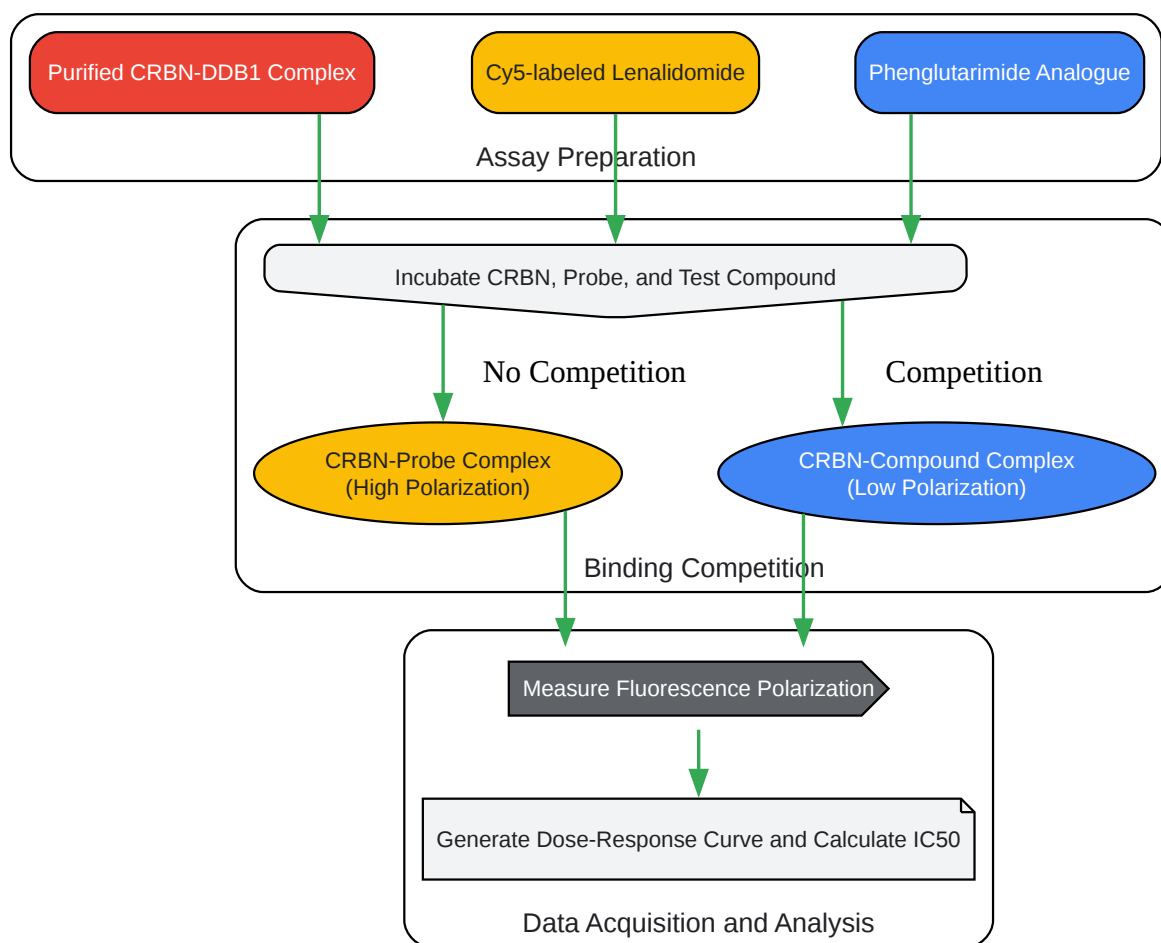 Purified CRBN-DDB1 Complex
Cy5-labeled Lenalidomide
Phenglutarimide Analogue
Assay Preparation
Incubate CRBN, Probe, and Test Compound
No Competition
Competition
CRBN-Probe Complex
(High Polarization)
CRBN-Compound Complex
(Low Polarization)
Binding Competition
Measure Fluorescence Polarization
Generate Dose-Response Curve and Calculate IC50
Data Acquisition and Analysis